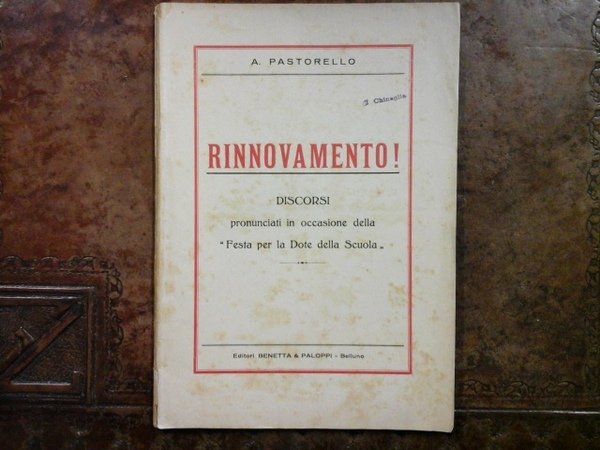 A. PASTORELLO
RINNOVAMENTO!
DISCORSI
pronunciati in occasione della
“ Festa per la Dote della Scuola „
Editori BENETTA & PALOPPI - Belluno